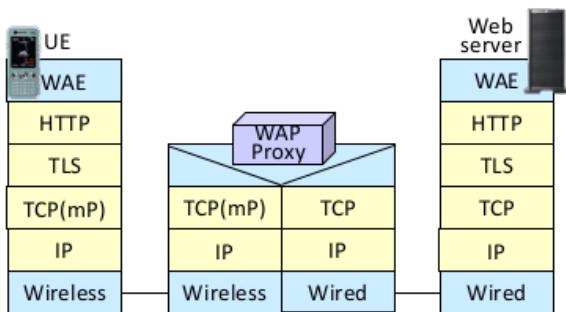 UE
WAE
HTTP
TLS
TCP(mP)
IP
Wireless
WAP
Proxy
TCP(mP)
TCP
IP
IP
Wireless
Wired
Web
server
WAE
HTTP
TLS
TCP
IP
Wired